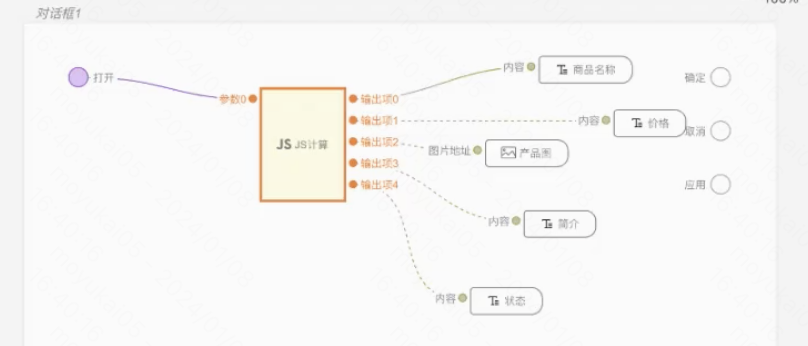 对话框1
打开
参数0
JS JS计算
输出项0
输出项1
输出项2
输出项3
输出项4
内容
商品名称
内容
价格
图片地址
产品图
内容
简介
内容
状态
确定
取消
应用